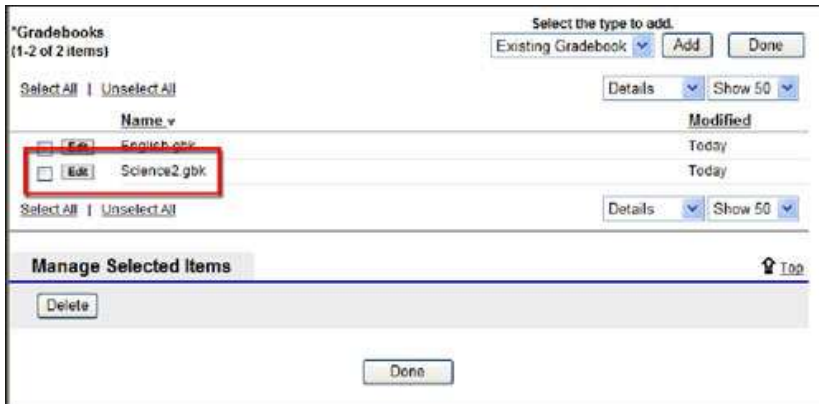 *Gradebooks
(1-2 of 2 items)
Select the type to add.
Existing Gradebook Add Done
Select All | Unselect All
Details Show 50
Name Modified
Edit English.gbk Today
Edit Science2.gbk Today
Select All | Unselect All
Details Show 50
Manage Selected Items
Top
Delete
Done